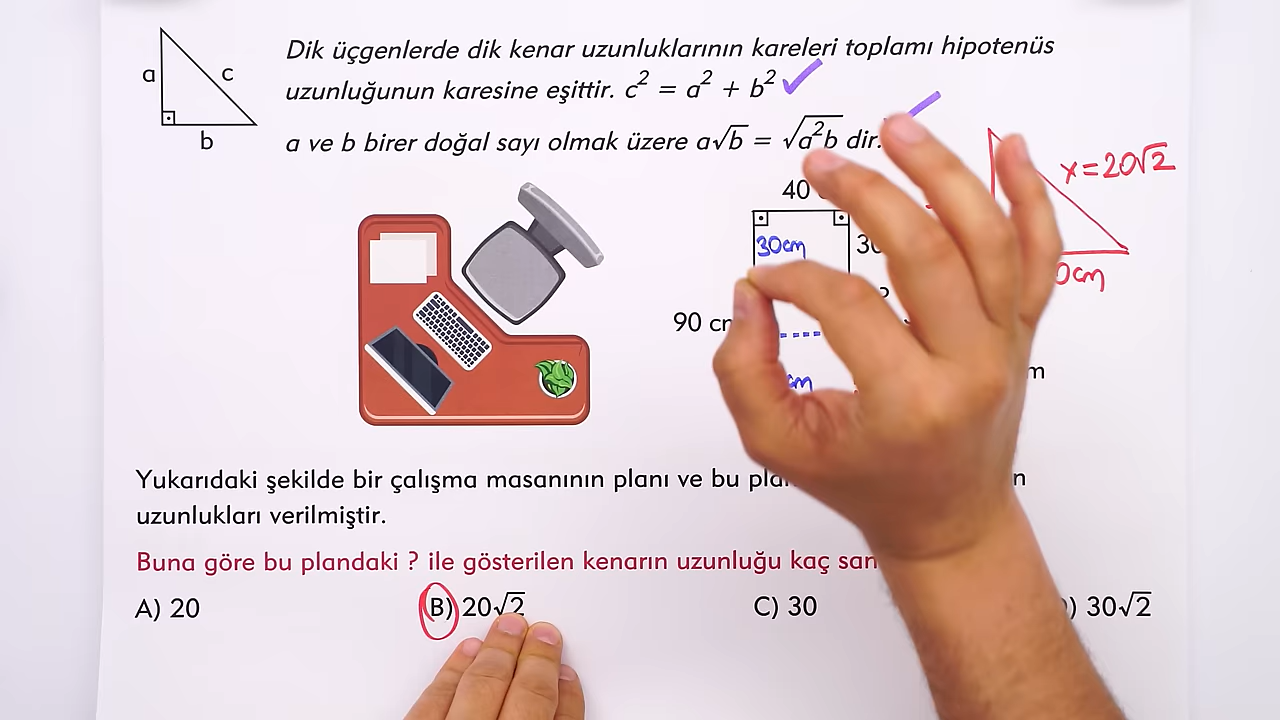 a
c
b
Dik üçgenlerde dik kenar uzunluklarının kareleri toplamı hipotenüs
uzunluğunun karesine eşittir. c² = a² + b²
a ve b birer doğal sayı olmak üzere a√b = √a²b dir.
x=20√2
40
30cm
30
?
90 cm
cm
0cm
m
Yukarıdaki şekilde bir çalışma masanının planı ve bu
uzunlukları verilmiştir.
Buna göre bu plandaki ? ile gösterilen kenarın uzunluğu kaç
A) 20
B) 20√2
C) 30
D) 30√2